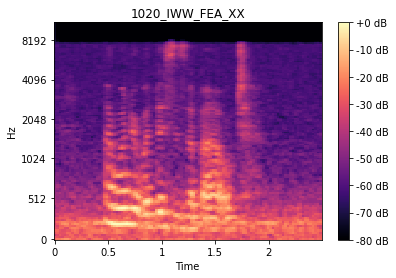 1020_IWW_FEA_XX
8192
4096
2048
1024
512
0
Hz
0
0.5
1
1.5
2
Time
+0 dB
-10 dB
-20 dB
-30 dB
-40 dB
-50 dB
-60 dB
-70 dB
-80 dB